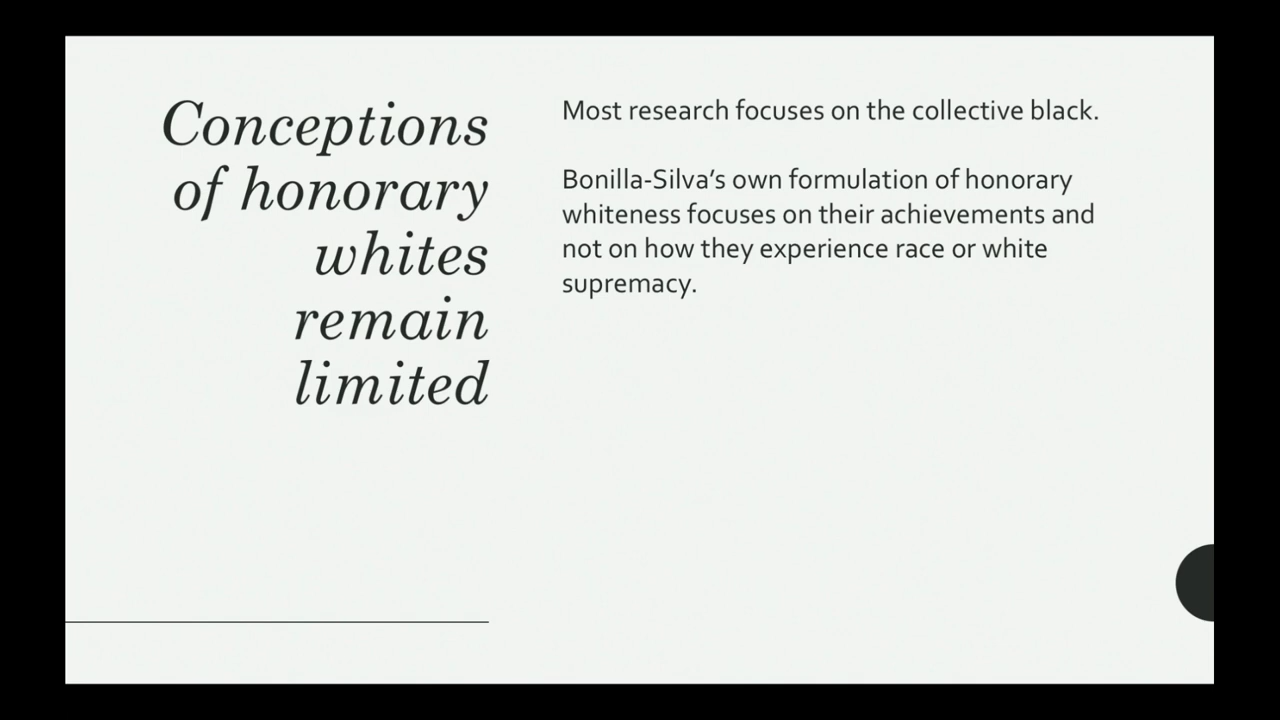 Conceptions
of honorary
whites
remain
limited
Most research focuses on the collective black.
Bonilla-Silva’s own formulation of honorary
whiteness focuses on their achievements and
not on how they experience race or white
supremacy.